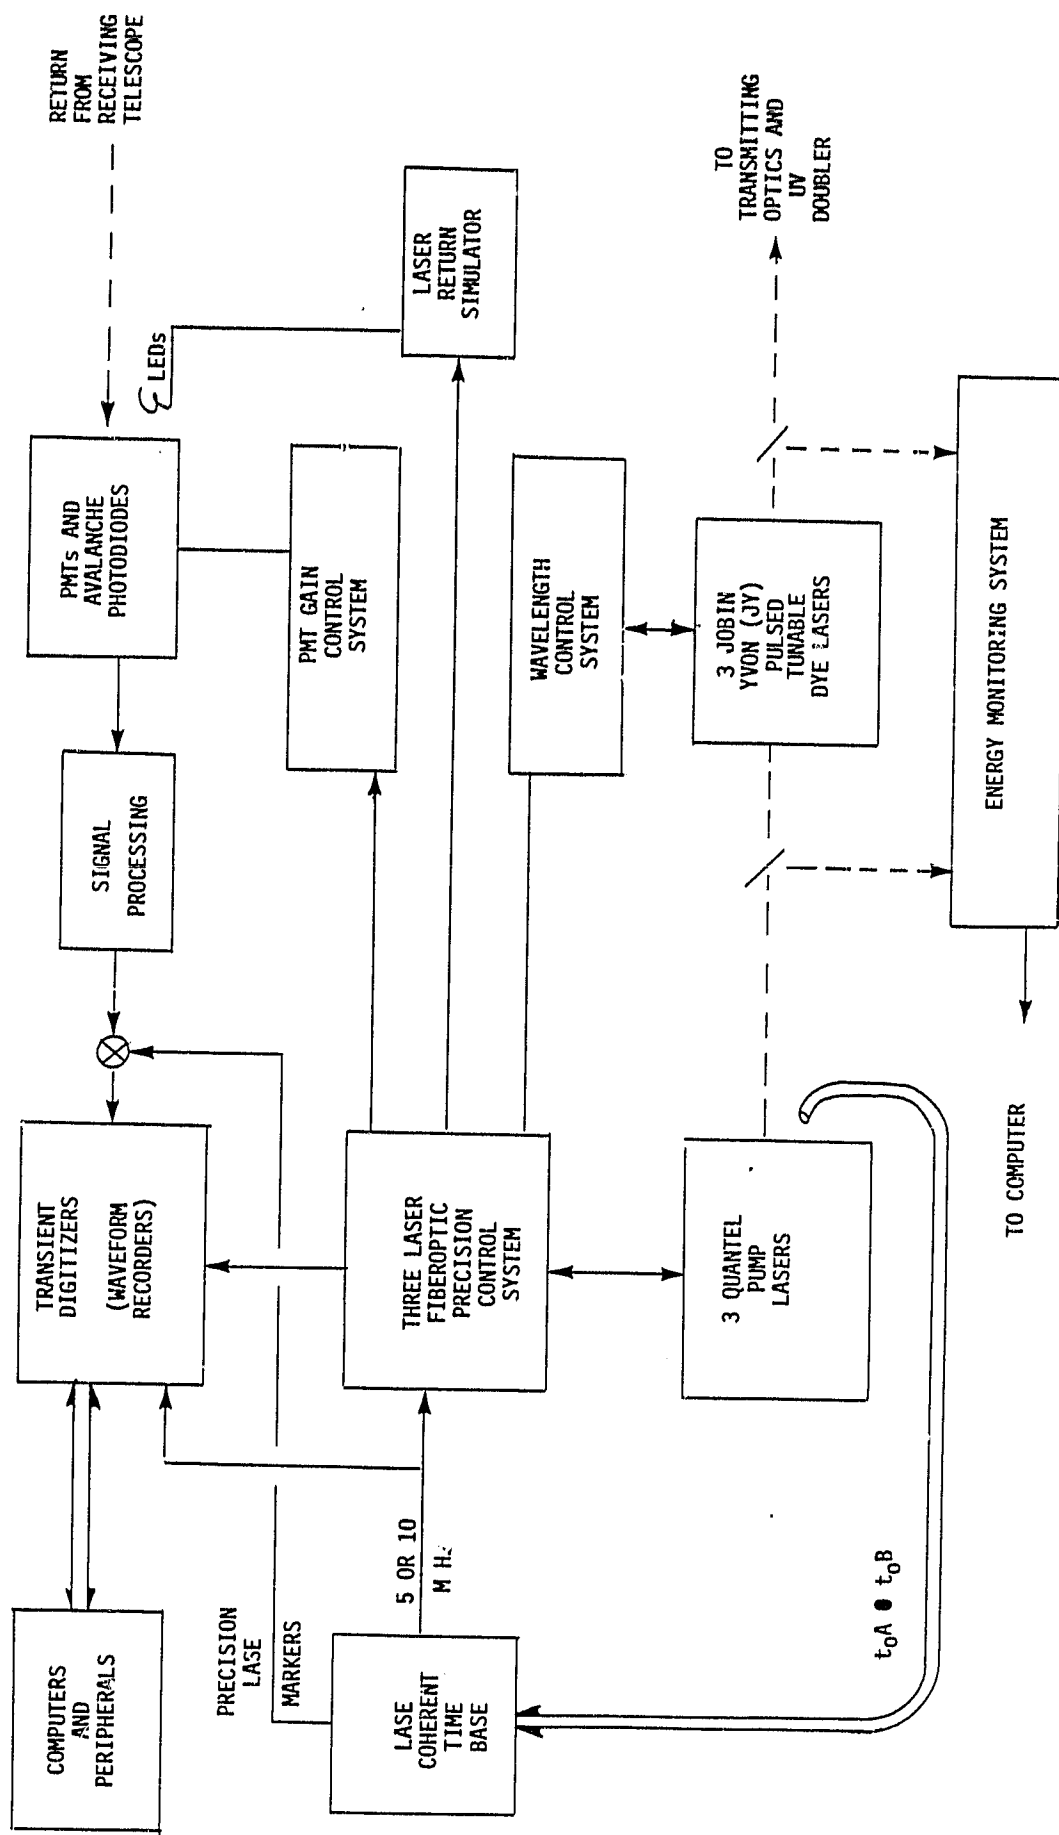 COMPUTERS
AND
PERIPHERALS
TRANSIENT
DIGITIZERS
(WAVEFORM
RECORDERS)
SIGNAL
PROCESSING
PMTs AND
AVALANCHE
PHOTODIODES
RETURN
FROM
RECEIVING
TELESCOPE
LEDs
PRECISION
LASE
MARKERS
PMT GAIN
CONTROL
SYSTEM
LASER
RETURN
SIMULATOR
LASE
COHERENT
TIME
BASE
5 OR 10
M Hz
THREE LASER
FIBEROPTIC
PRECISION
CONTROL
SYSTEM
WAVELENGTH
CONTROL
SYSTEM
3 QUANTEL
PUMP
LASERS
3 JOBIN
YVON (JY)
PULSED
TUNABLE
DYE LASERS
TO
TRANSMITTING
OPTICS AND
UV
DOUBLER
t₀A ● t₀B
TO COMPUTER
ENERGY MONITORING SYSTEM